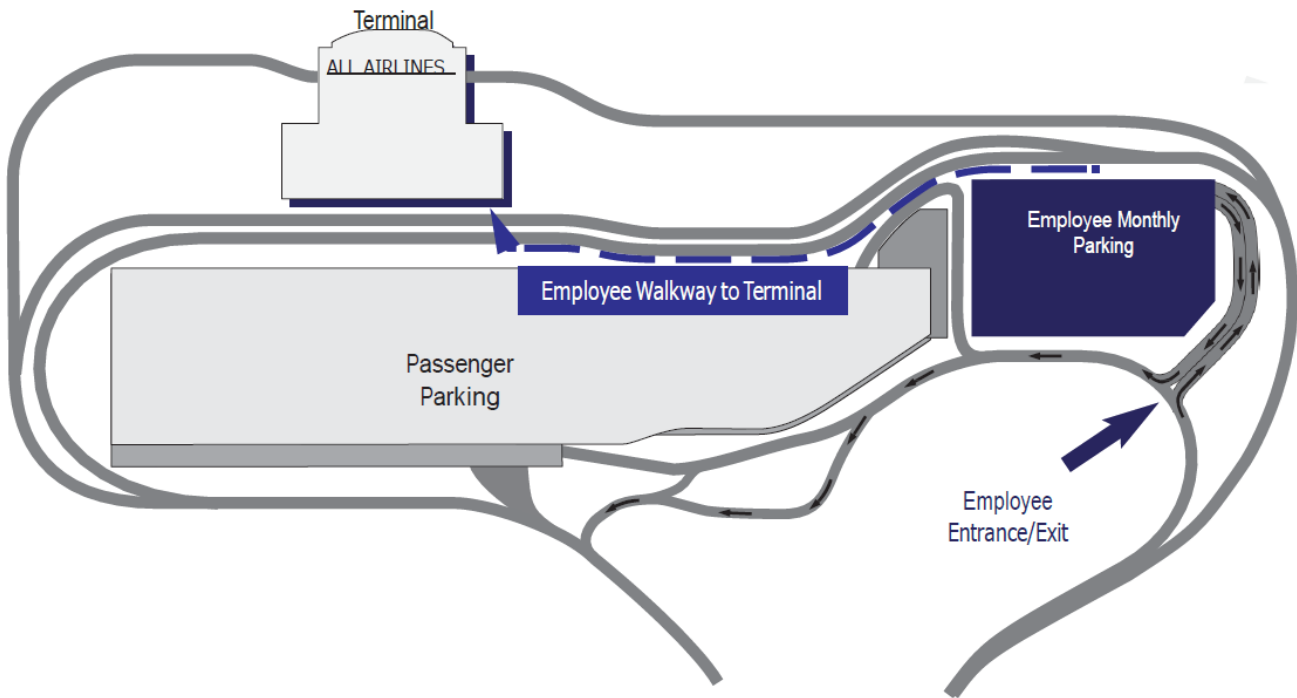 Terminal
ALL AIRLINES
Employee Monthly
Parking
Employee Walkway to Terminal
Passenger
Parking
Employee
Entrance/Exit